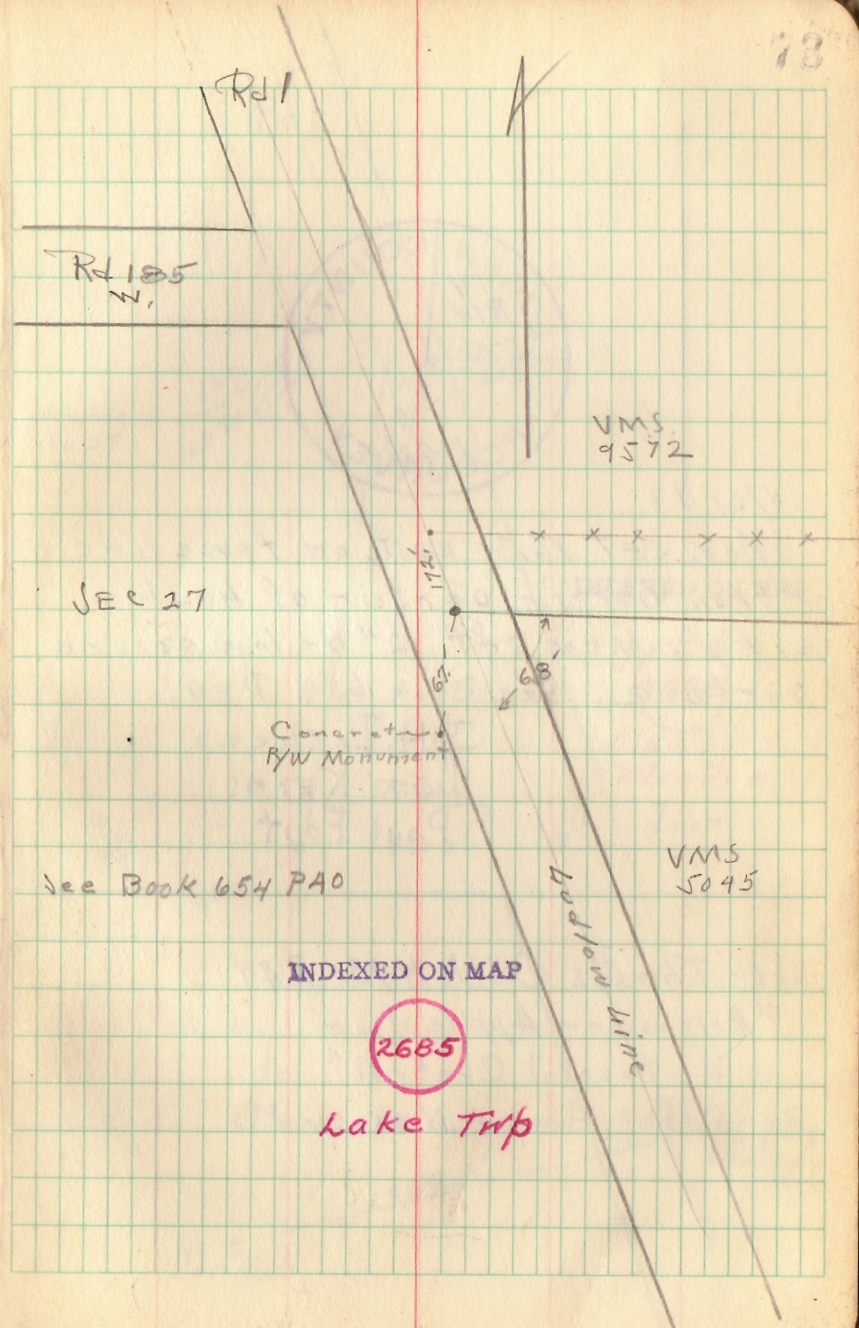 73
Rd 1
Rd 185
W.
VMS
9572
172'
SEC 27
67.-
68'
Concrete
R/W Monument
VMS
5045
See Book 654 PAO
Ludlow Line
INDEXED ON MAP
2685
Lake Twp